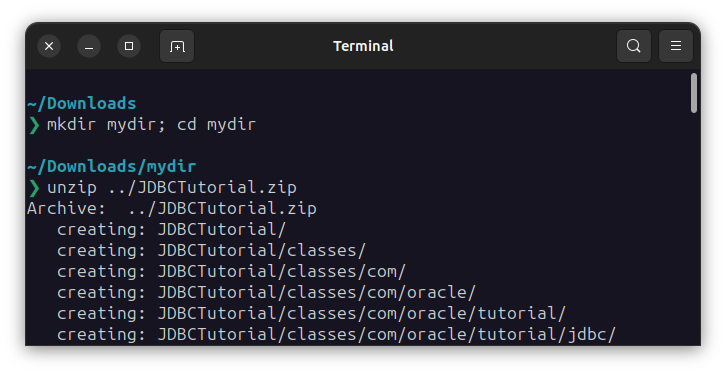 Terminal
~/Downloads
❯ mkdir mydir; cd mydir
~/Downloads/mydir
❯ unzip ../JDBCTutorial.zip
Archive:  ../JDBCTutorial.zip
   creating: JDBCTutorial/
   creating: JDBCTutorial/classes/
   creating: JDBCTutorial/classes/com/
   creating: JDBCTutorial/classes/com/oracle/
   creating: JDBCTutorial/classes/com/oracle/tutorial/
   creating: JDBCTutorial/classes/com/oracle/tutorial/jdbc/